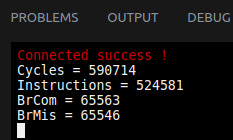 PROBLEMS OUTPUT DEBUG
Connected success !
Cycles = 590714
Instructions = 524581
BrCom = 65563
BrMis = 65546